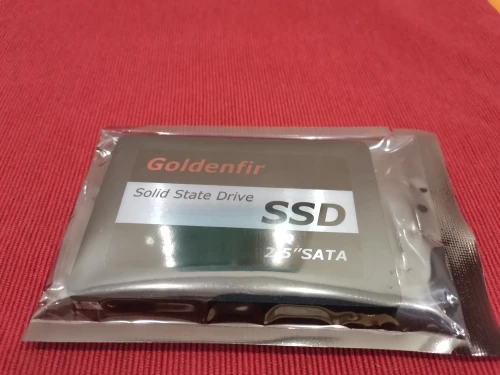 Goldenfir
Solid State Drive
SSD
2.5"SATA